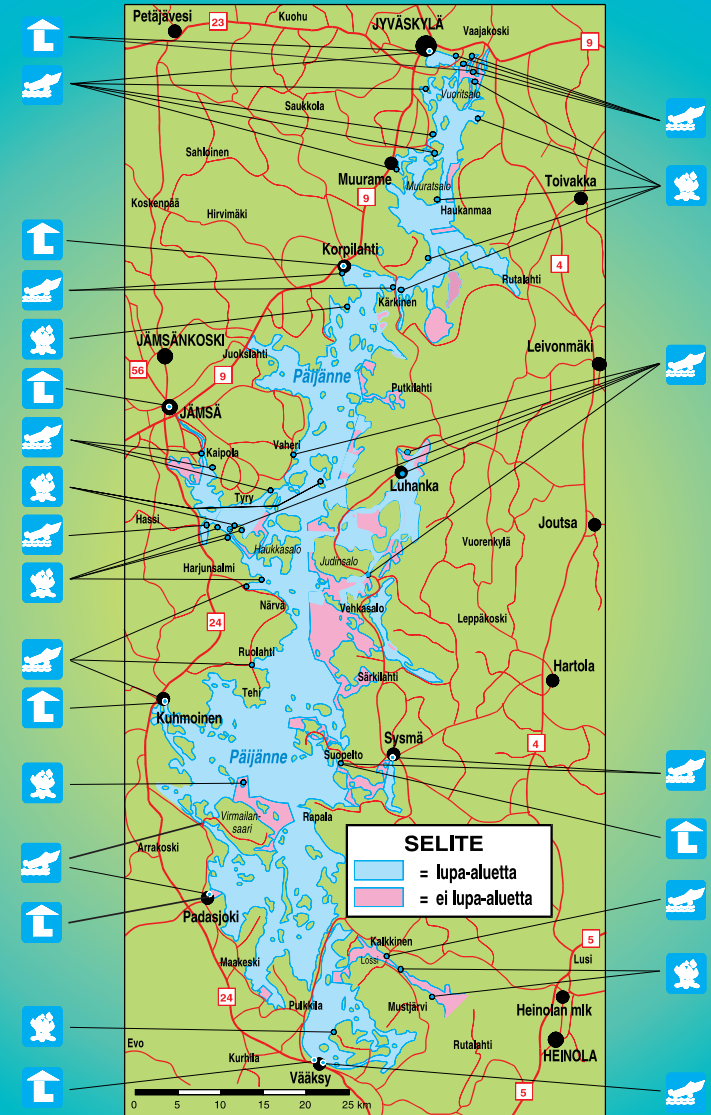 Petäjävesi
Kuohu
23
JYVÄSKYLÄ
Vaajakoski
9
Vuoritsalo
Saukkola
Sahloinen
Muurame
Muuratsalo
Toivakka
Koskenpää
Hirvimäki
9
Haukanmaa
Korpilahti
4
Rutalahti
Kärkinen
JÄMSÄNKOSKI
Juokslahti
Leivonmäki
56
9
Päijänne
Putkilahti
JÄMSÄ
Vaheri
Kaipola
Luhanka
Tyry
Hassi
Joutsa
Haukkasalo
Judinsalo
Vuorenkylä
Harjunsalmi
Närvä
Vehkasalo
24
Leppäkoski
Ruolahti
Särkilahti
Hartola
Tehi
Kuhmoinen
Sysmä
4
Päijänne
Suopelto
Virmailan-
saari
Rapala
Arrakoski
SELITE
= lupa-aluetta
= ei lupa-aluetta
Padasjoki
Kalkkinen
5
Lossi
Lusi
Maakeski
24
Pulkkila
Mustjärvi
Heinolan mlk
Evo
Kurhila
Rutalahti
HEINOLA
Vääksy
5
0 5 10 15 20 25 km